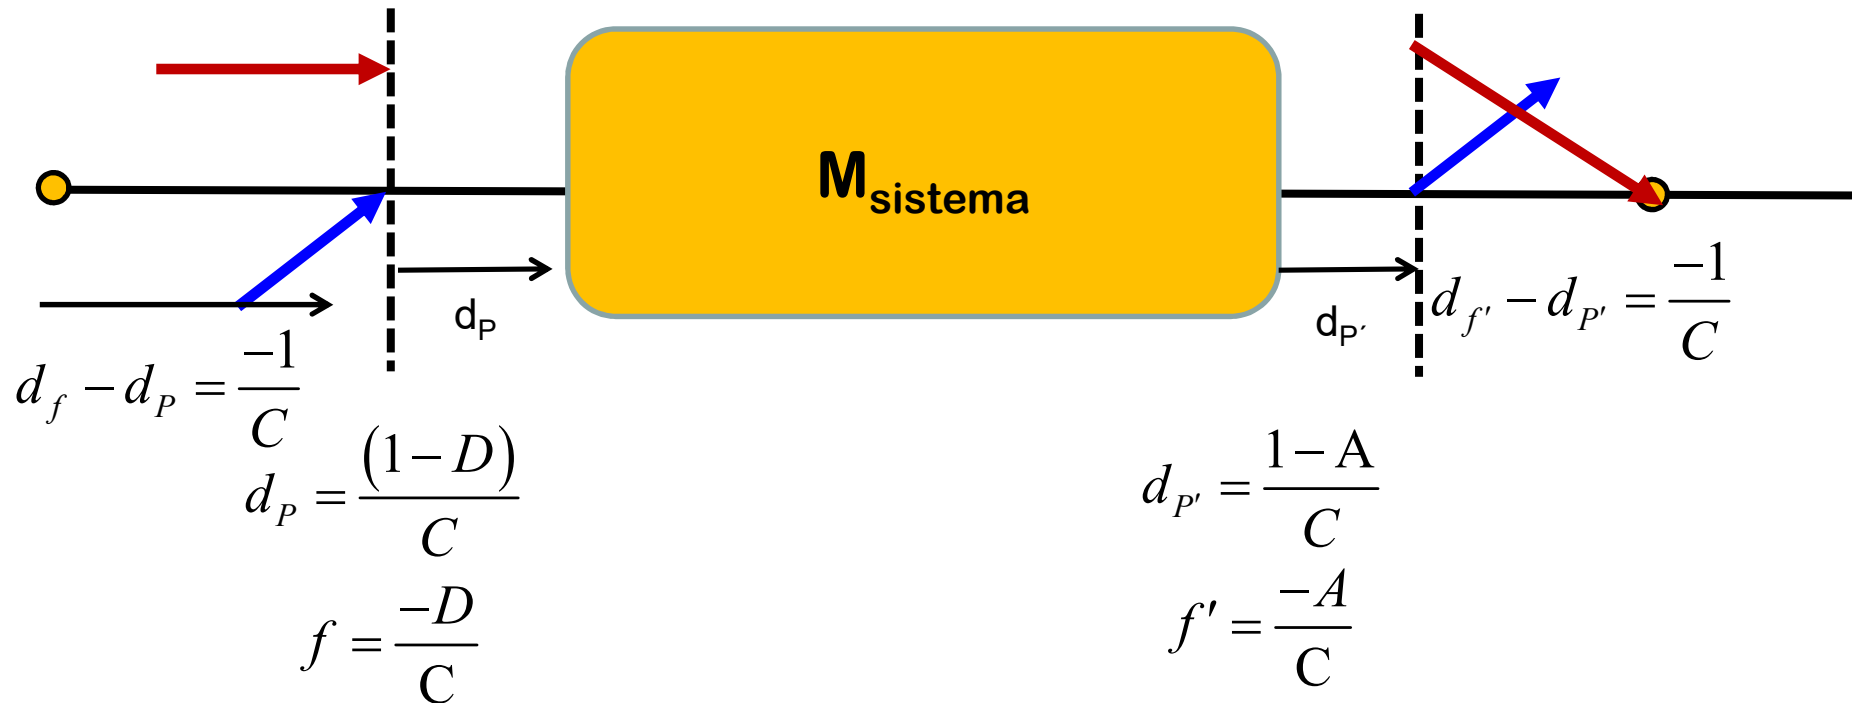 M_sistema
d_P
d_P´
d_f − d_P = −1/C
d_f' − d_P' = −1/C
d_P = (1 − D)/C
d_P' = 1 − A/C
f = −D/C
f' = −A/C